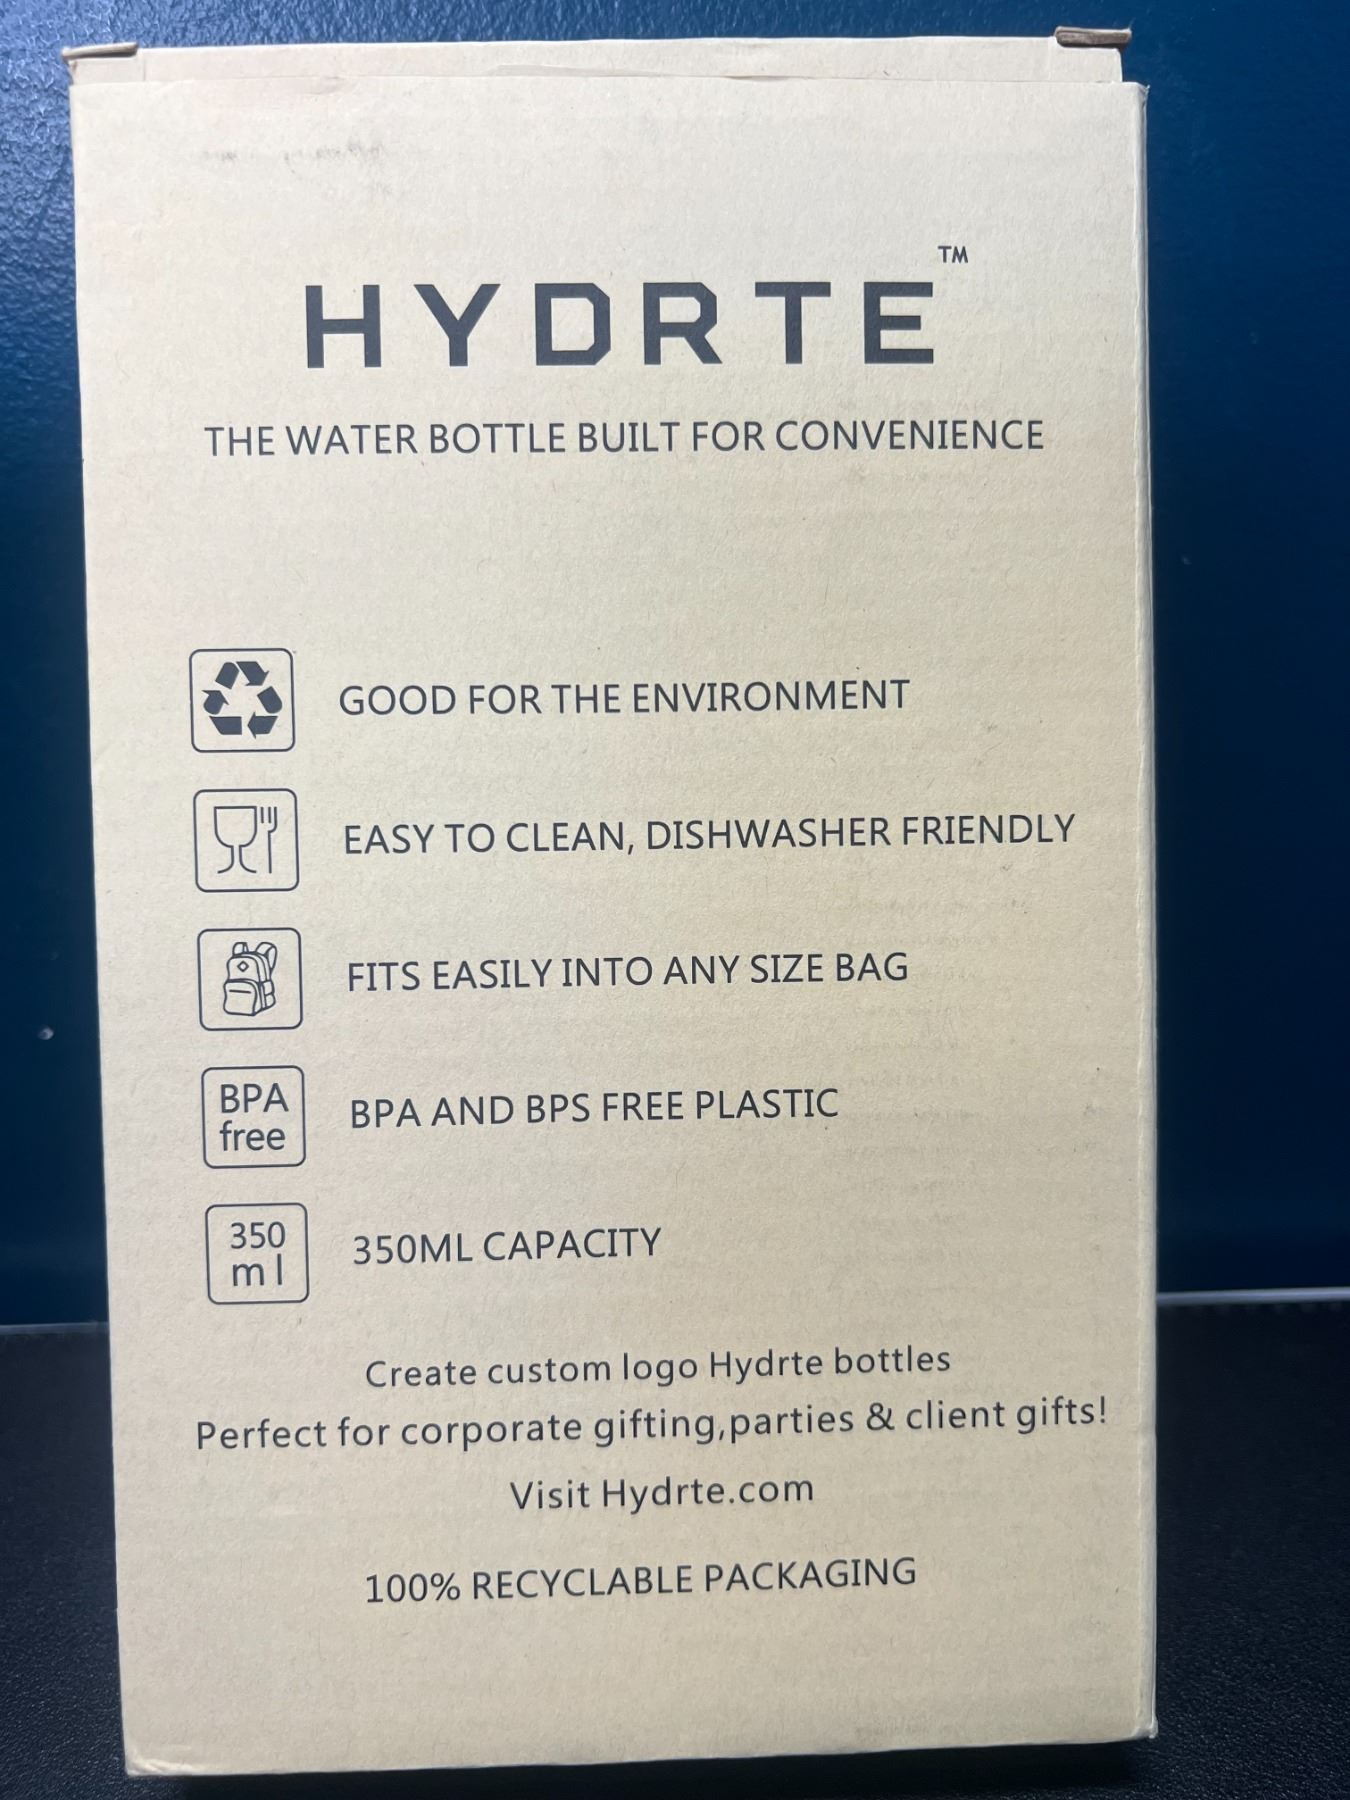 HYDRTE™
THE WATER BOTTLE BUILT FOR CONVENIENCE
GOOD FOR THE ENVIRONMENT
EASY TO CLEAN, DISHWASHER FRIENDLY
FITS EASILY INTO ANY SIZE BAG
BPA
free
BPA AND BPS FREE PLASTIC
350
ml
350ML CAPACITY
Create custom logo Hydrte bottles
Perfect for corporate gifting,parties & client gifts!
Visit Hydrte.com
100% RECYCLABLE PACKAGING